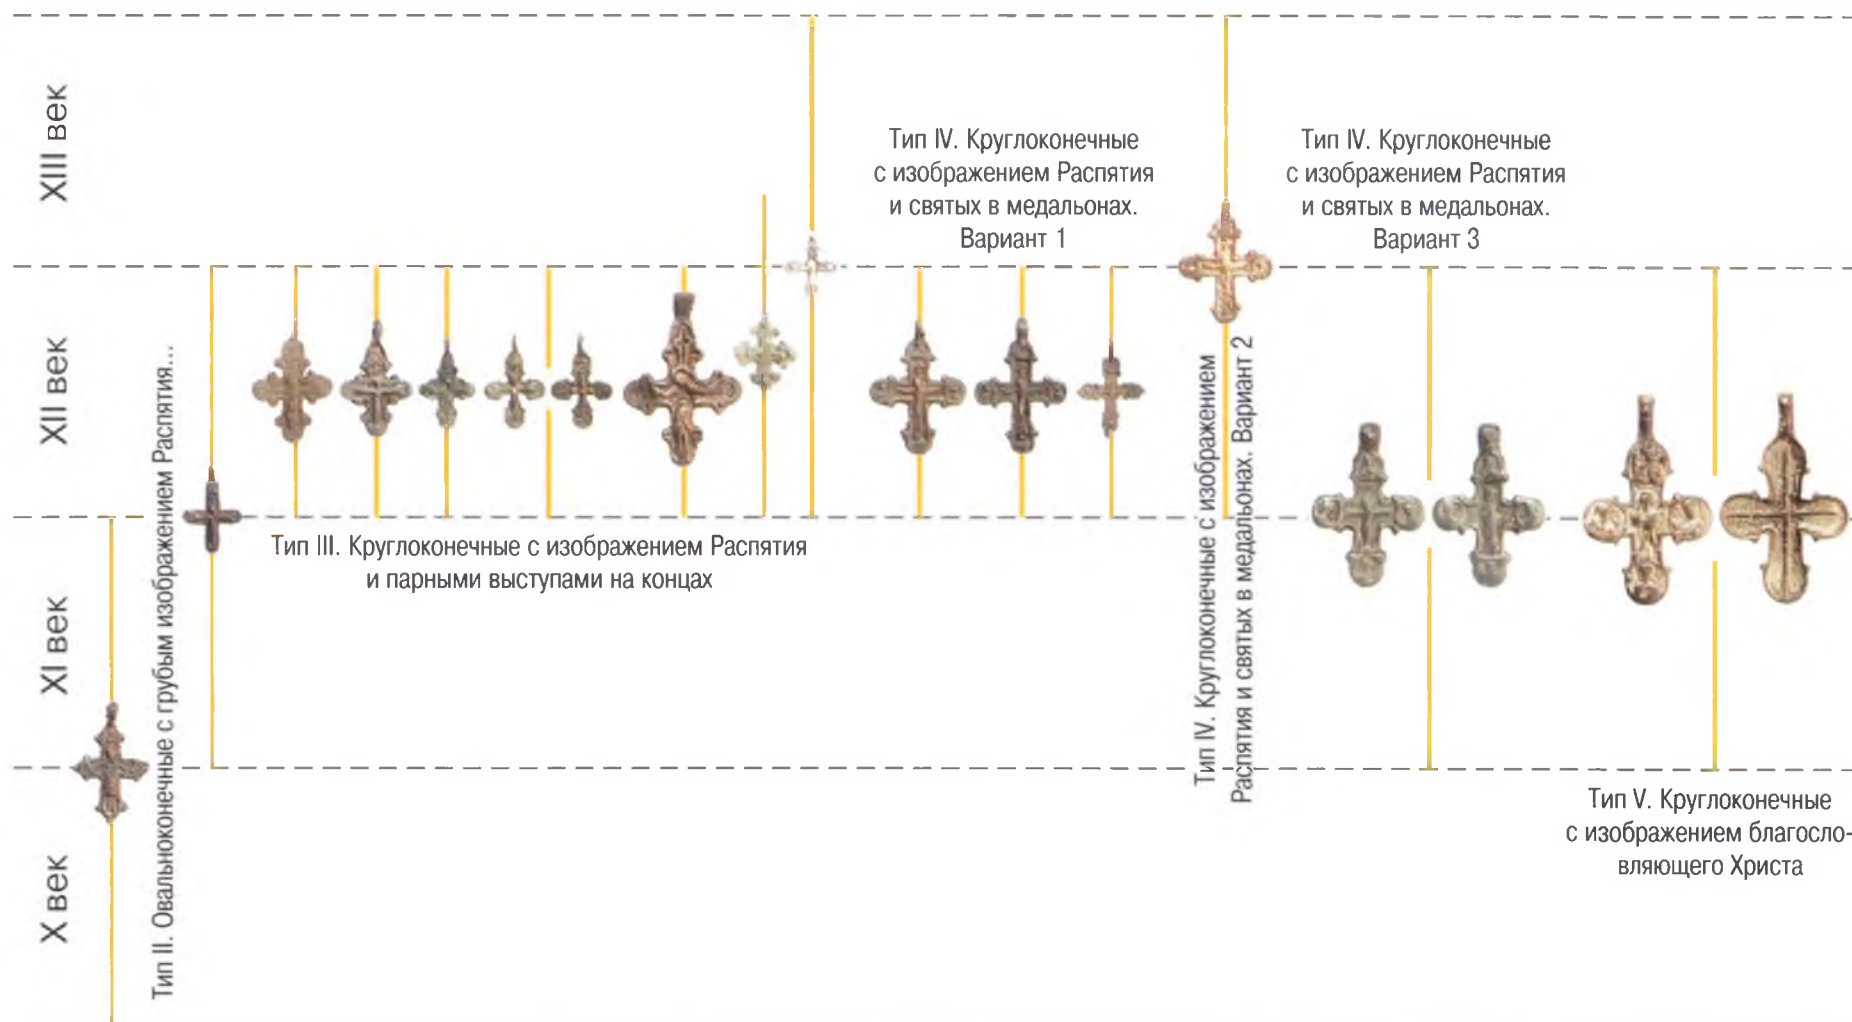 XIII век
XII век
XI век
X век
Тип II. Овальноконечные с грубым изображением Распятия...
Тип III. Круглоконечные с изображением Распятия
и парными выступами на концах
Тип IV. Круглоконечные
с изображением Распятия
и святых в медальонах.
Вариант 1
Тип IV. Круглоконечные с изображением
Распятия и святых в медальонах. Вариант 2
Тип IV. Круглоконечные
с изображением Распятия
и святых в медальонах.
Вариант 3
Тип V. Круглоконечные
с изображением благосло-
вляющего Христа